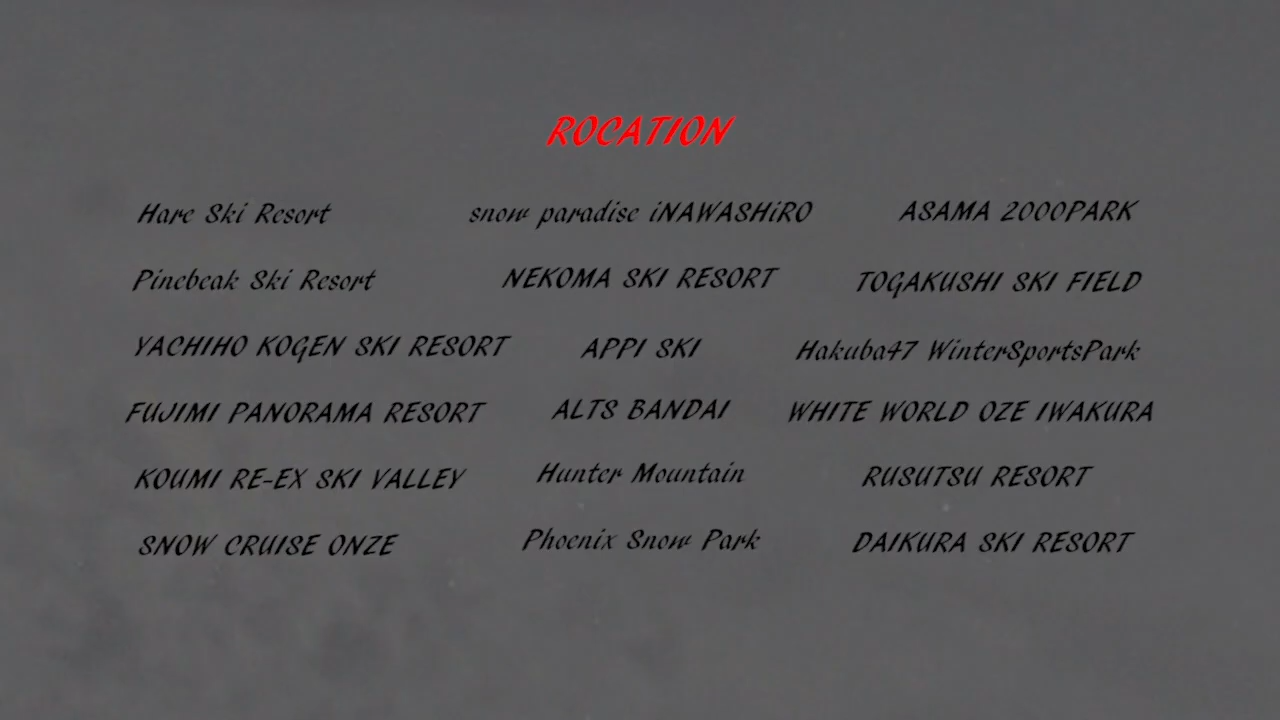 ROCATION
Hare Ski Resort snow paradise iNAWASHiRO ASAMA 2000PARK
Pinebeak Ski Resort NEKOMA SKI RESORT TOGAKUSHI SKI FIELD
YACHIHO KOGEN SKI RESORT APPI SKI Hakuba47 WinterSportsPark
FUJIMI PANORAMA RESORT ALTS BANDAI WHITE WORLD OZE IWAKURA
KOUMI RE-EX SKI VALLEY Hunter Mountain RUSUTSU RESORT
SNOW CRUISE ONZE Phoenix Snow Park DAIKURA SKI RESORT